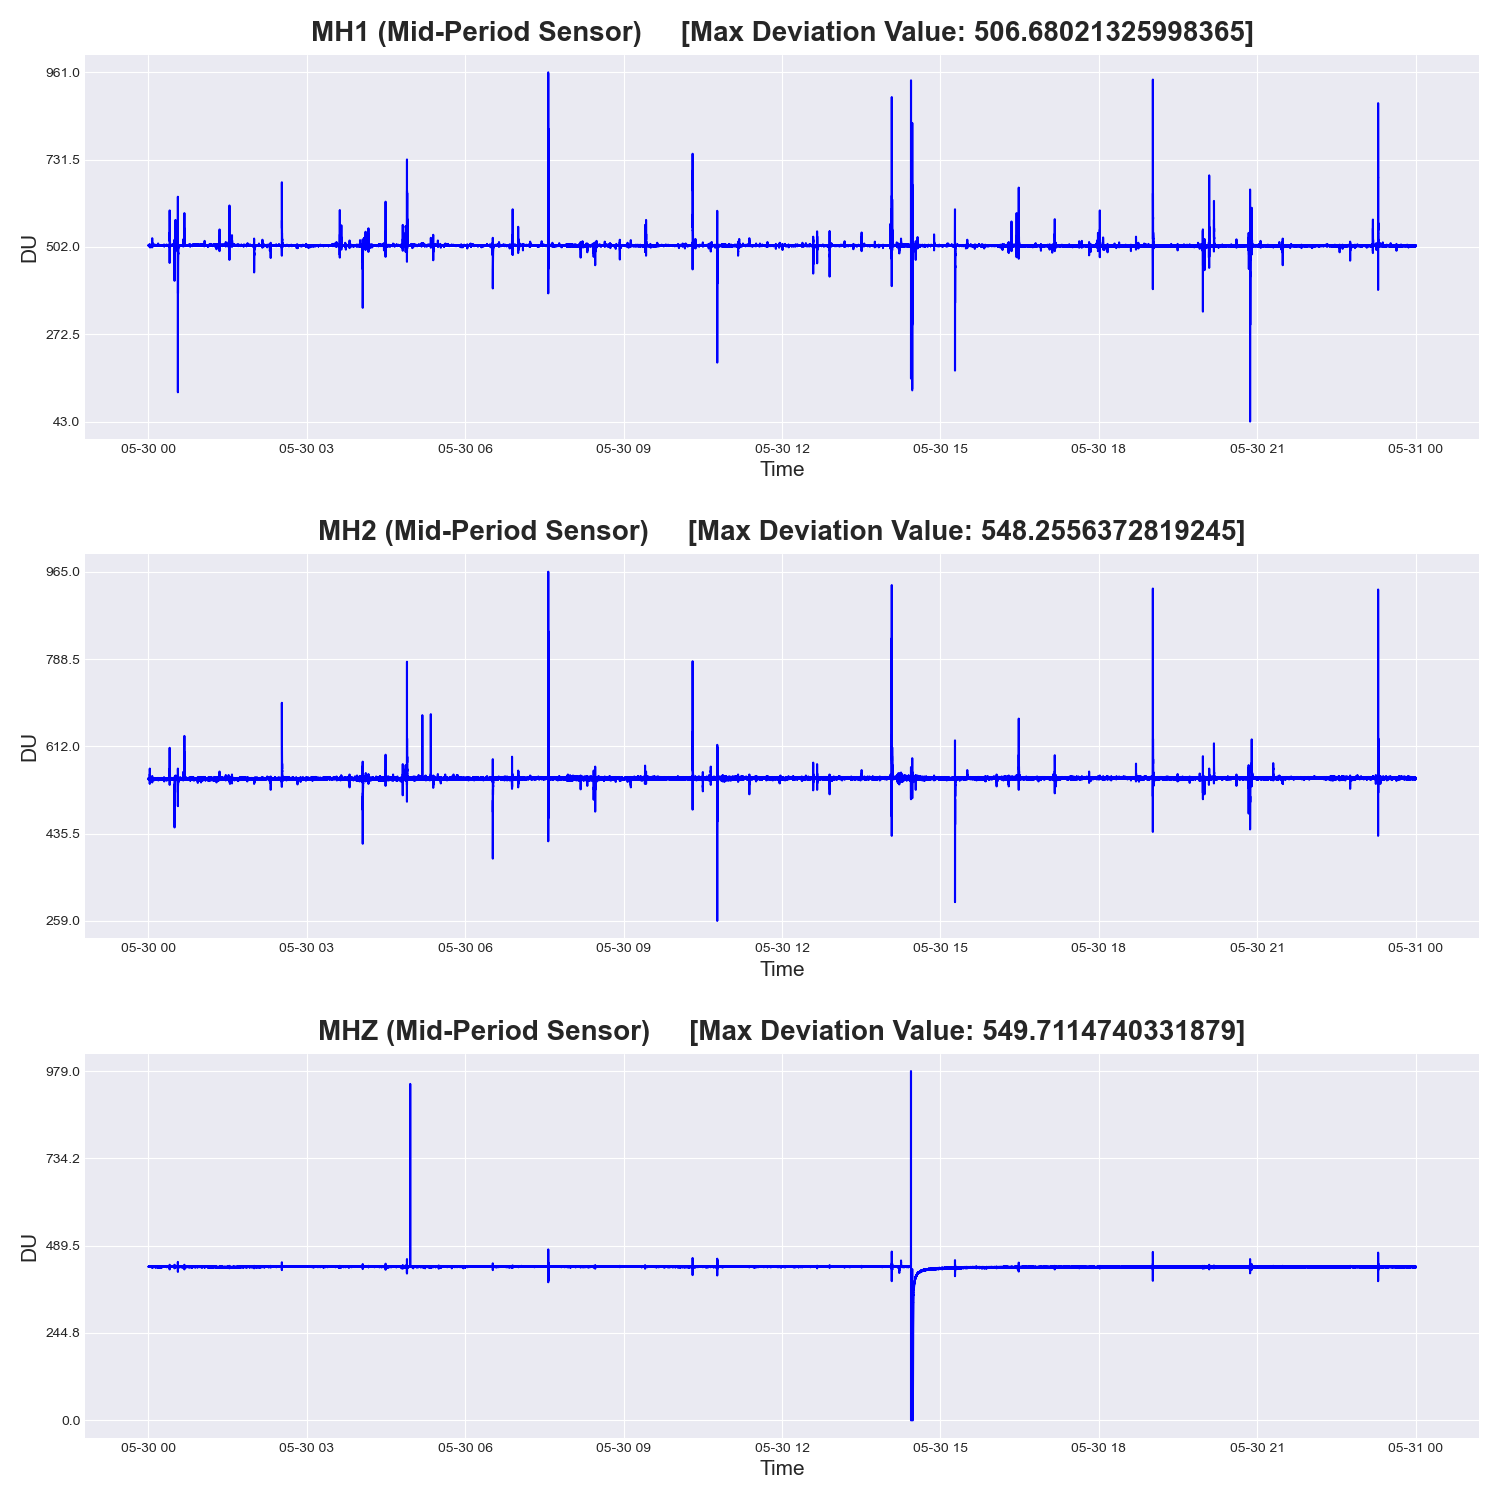 MH1 (Mid-Period Sensor) [Max Deviation Value: 506.68021325998365]
961.0
731.5
502.0
272.5
43.0
DU
05-30 00 05-30 03 05-30 06 05-30 09 05-30 12 05-30 15 05-30 18 05-30 21 05-31 00
Time
MH2 (Mid-Period Sensor) [Max Deviation Value: 548.2556372819245]
965.0
788.5
612.0
435.5
259.0
DU
05-30 00 05-30 03 05-30 06 05-30 09 05-30 12 05-30 15 05-30 18 05-30 21 05-31 00
Time
MHZ (Mid-Period Sensor) [Max Deviation Value: 549.7114740331879]
979.0
734.2
489.5
244.8
0.0
DU
05-30 00 05-30 03 05-30 06 05-30 09 05-30 12 05-30 15 05-30 18 05-30 21 05-31 00
Time